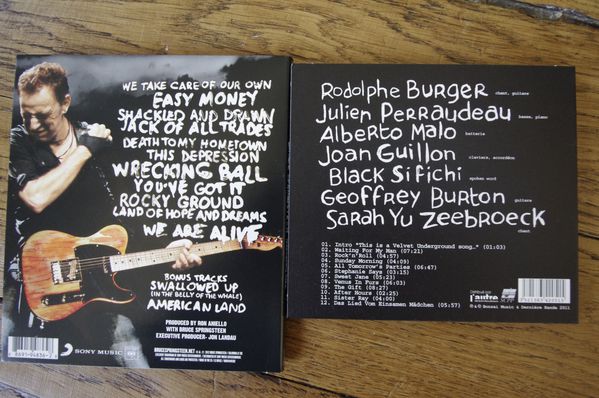 WE TAKE CARE OF OUR OWN
EASY MONEY
SHACKLED AND DRAWN
JACK OF ALL TRADES
DEATH TO MY HOMETOWN
THIS DEPRESSION
WRECKING BALL
YOU'VE GOT IT
ROCKY GROUND
LAND OF HOPE AND DREAMS
WE ARE ALIVE
BONUS TRACKS
SWALLOWED UP
(IN THE BELLY OF THE WHALE)
AMERICAN LAND
PRODUCED BY RON ANIELLO
WITH BRUCE SPRINGSTEEN
EXECUTIVE PRODUCER- JON LANDAU
SONY MUSIC
BRUCESPRINGSTEEN.NET
Rodolphe Burger chant, guitare
Julien Perraudeau basse, piano
Alberto Malo batterie
Joan Guillon claviers, accordéon
Black Sifichi spoken word
Geoffrey Burton guitare
Sarah Yu Zeebroeck chant
01. Intro "This is a Velvet Underground song…" (01:03)
02. Waiting For My Man (04:18)
03. Rock'n'Roll (04:57)
04. Sunday Morning (04:09)
05. All Tomorrow's Parties (06:47)
06. Stephanie Says (03:15)
07. Sweet Jane
08. Venus In Furs (06:03)
09. The Gift (08:27)
10. After Hours (02:25)
11. Sister Ray (04:00)
12. Das Lied Vom Einsamen Mädchen (05:57)
l'autre
Gonzai Music & Dernière Bande 2011